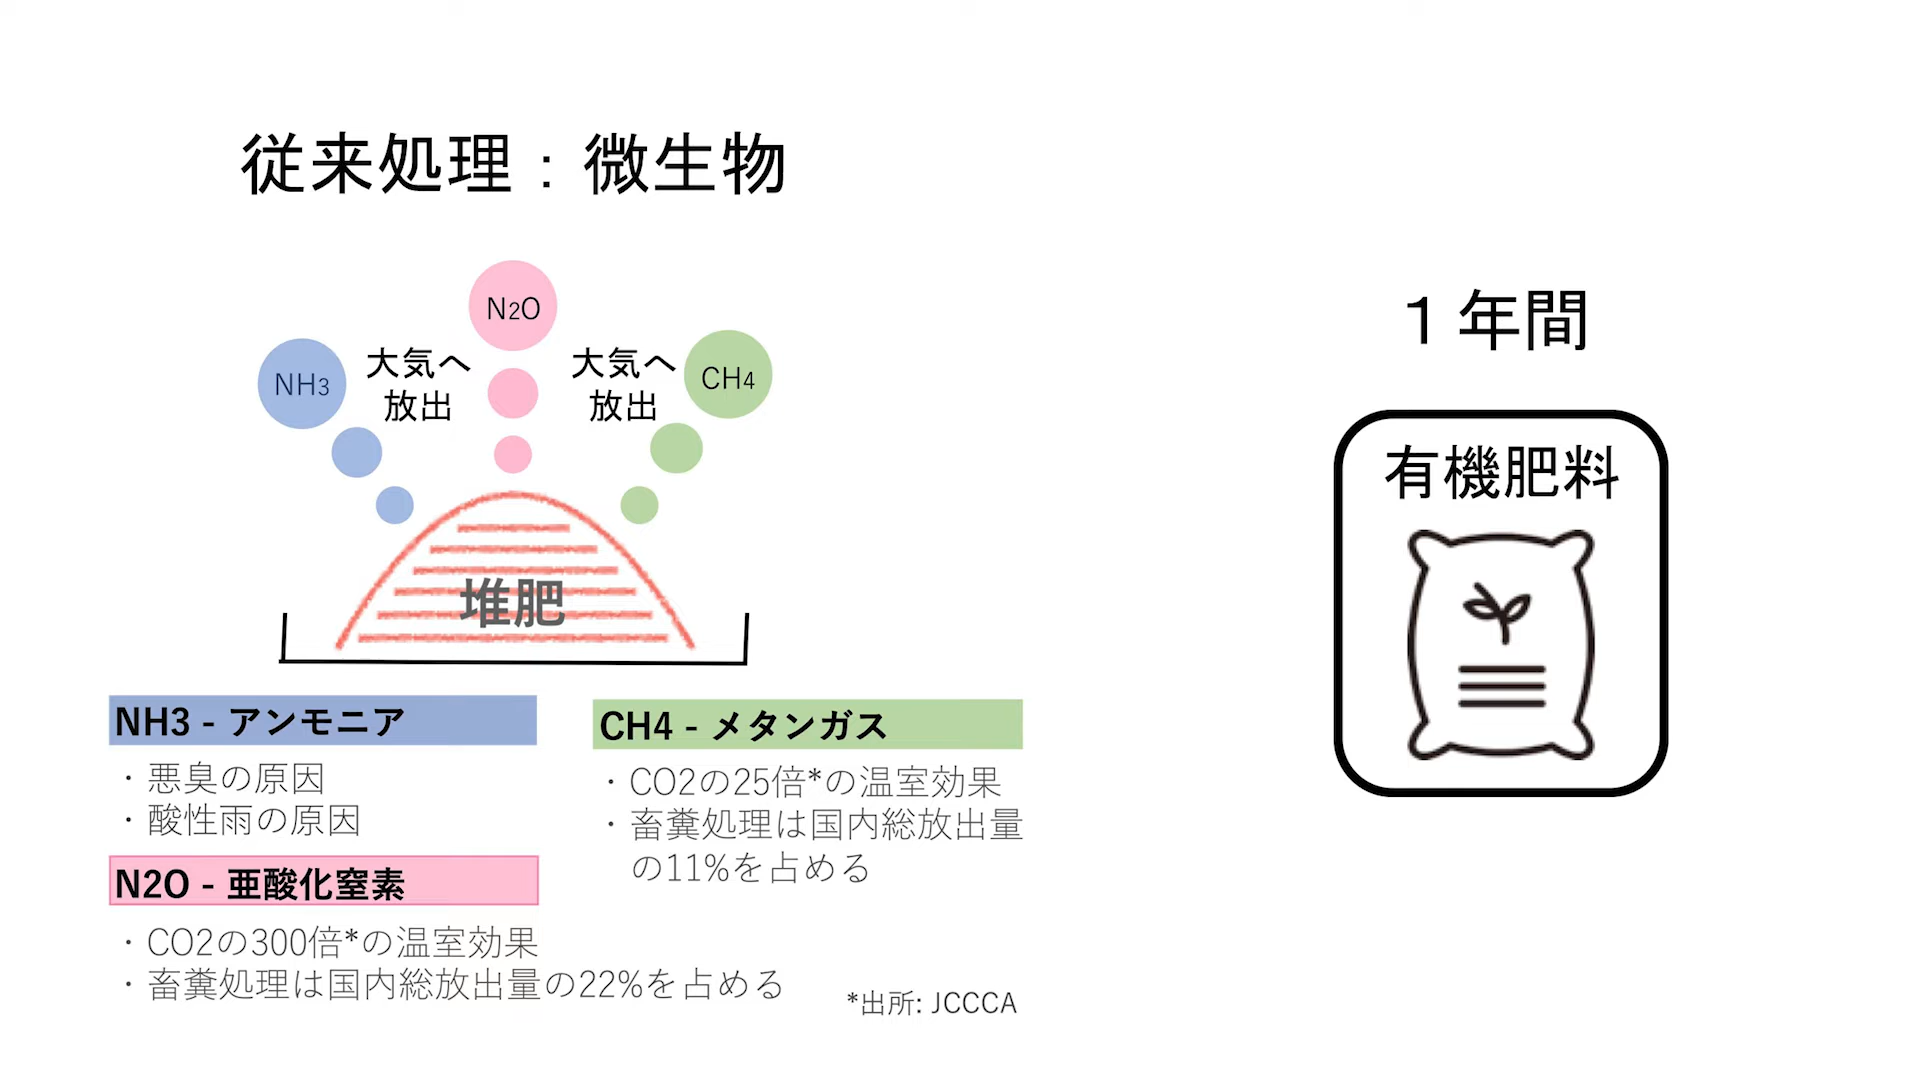 従来処理：微生物
N2O
NH3
大気へ
放出
大気へ
放出
CH4
堆肥
NH3 - アンモニア
・悪臭の原因
・酸性雨の原因
N2O - 亜酸化窒素
・CO2の300倍*の温室効果
・畜糞処理は国内総放出量の22%を占める
CH4 - メタンガス
・CO2の25倍*の温室効果
・畜糞処理は国内総放出量
の11%を占める
*出所: JCCCA
１年間
有機肥料